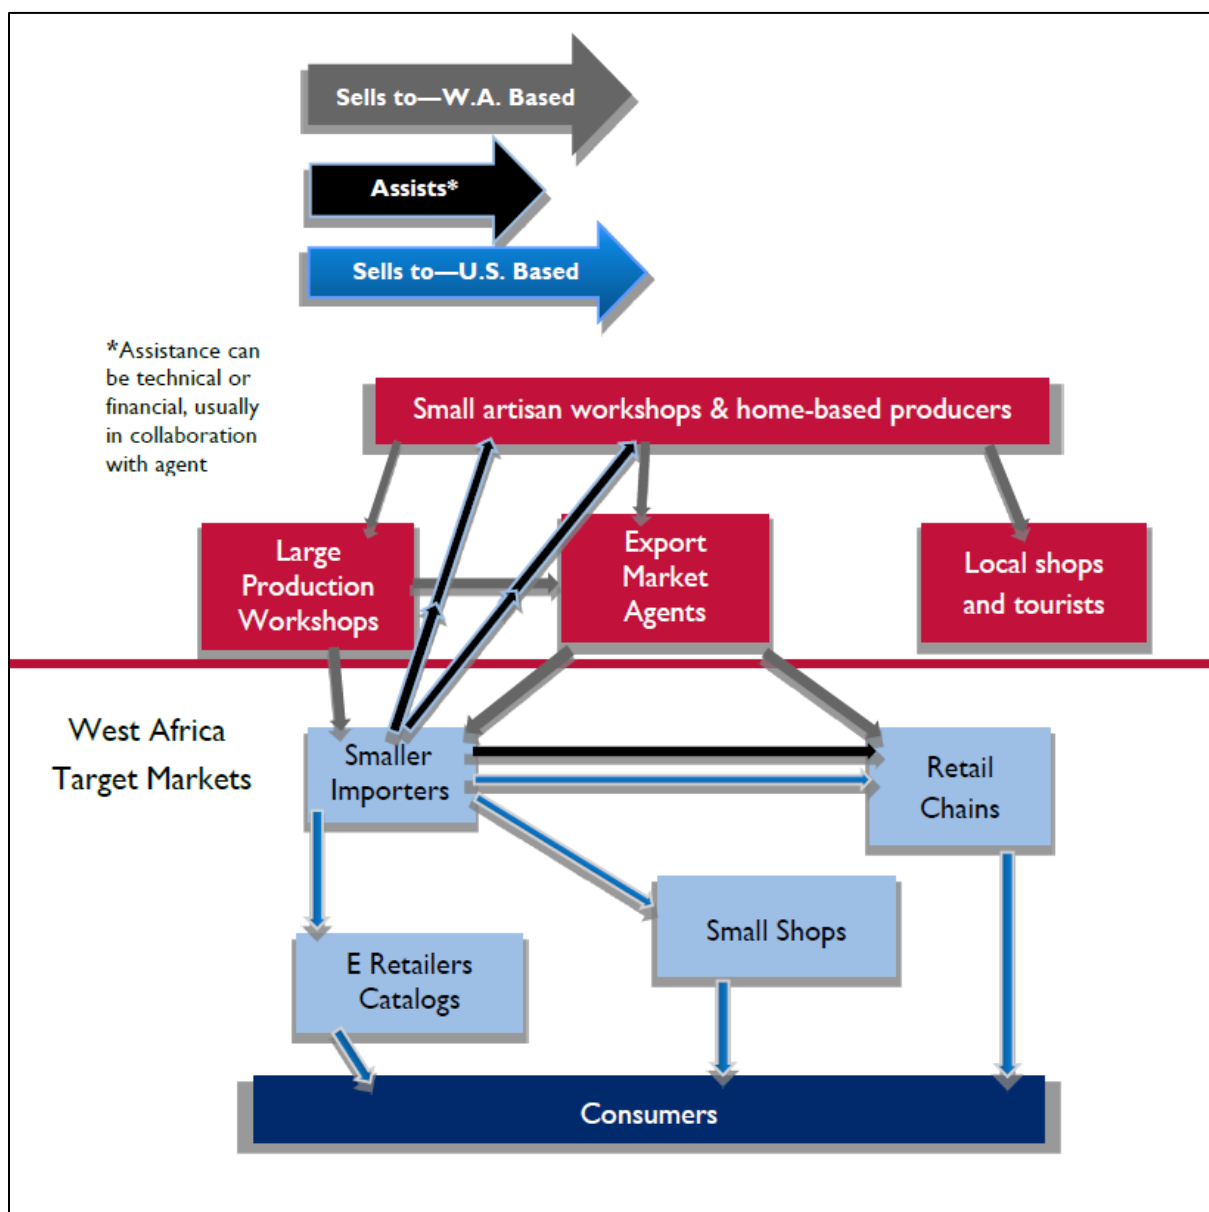 Sells to—W.A. Based
Assists*
Sells to—U.S. Based
*Assistance can
be technical or
financial, usually
in collaboration
with agent
Small artisan workshops & home-based producers
Large
Production
Workshops
Export
Market
Agents
Local shops
and tourists
West Africa
Target Markets
Smaller
Importers
Retail
Chains
Small Shops
E Retailers
Catalogs
Consumers